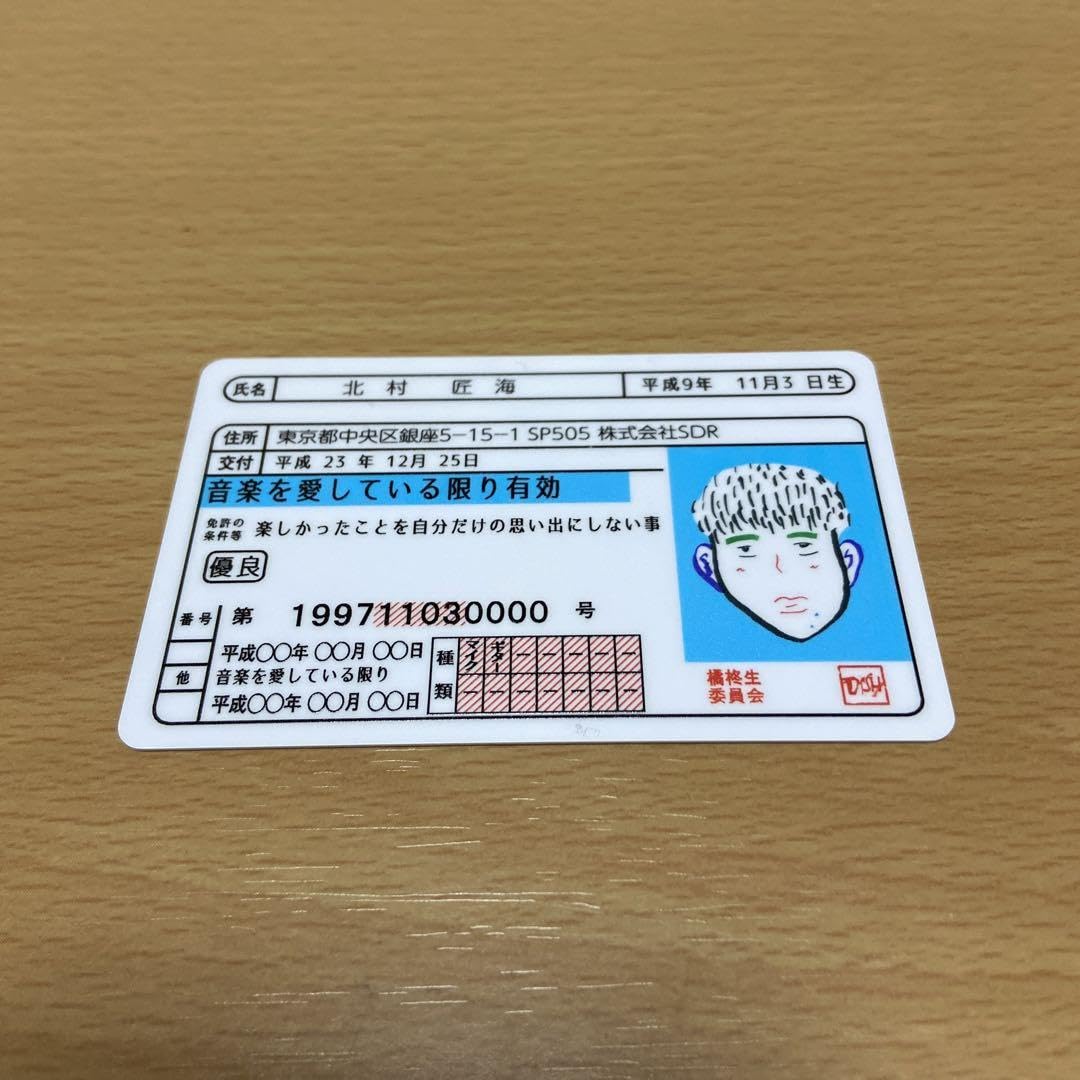 氏名 北村 匠海 平成9年 11月3日生
住所 東京都中央区銀座5-15-1 SP505 株式会社SDR
交付 平成 23 年 12月 25日
音楽を愛している限り有効
免許の条件等 楽しかったことを自分だけの思い出にしない事
優良
番号 第 199711030000 号
平成〇〇年 〇〇月 〇〇日
他 音楽を愛している限り
平成〇〇年 〇〇月 〇〇日
種類 マイク ギター
橘柊生
委員会